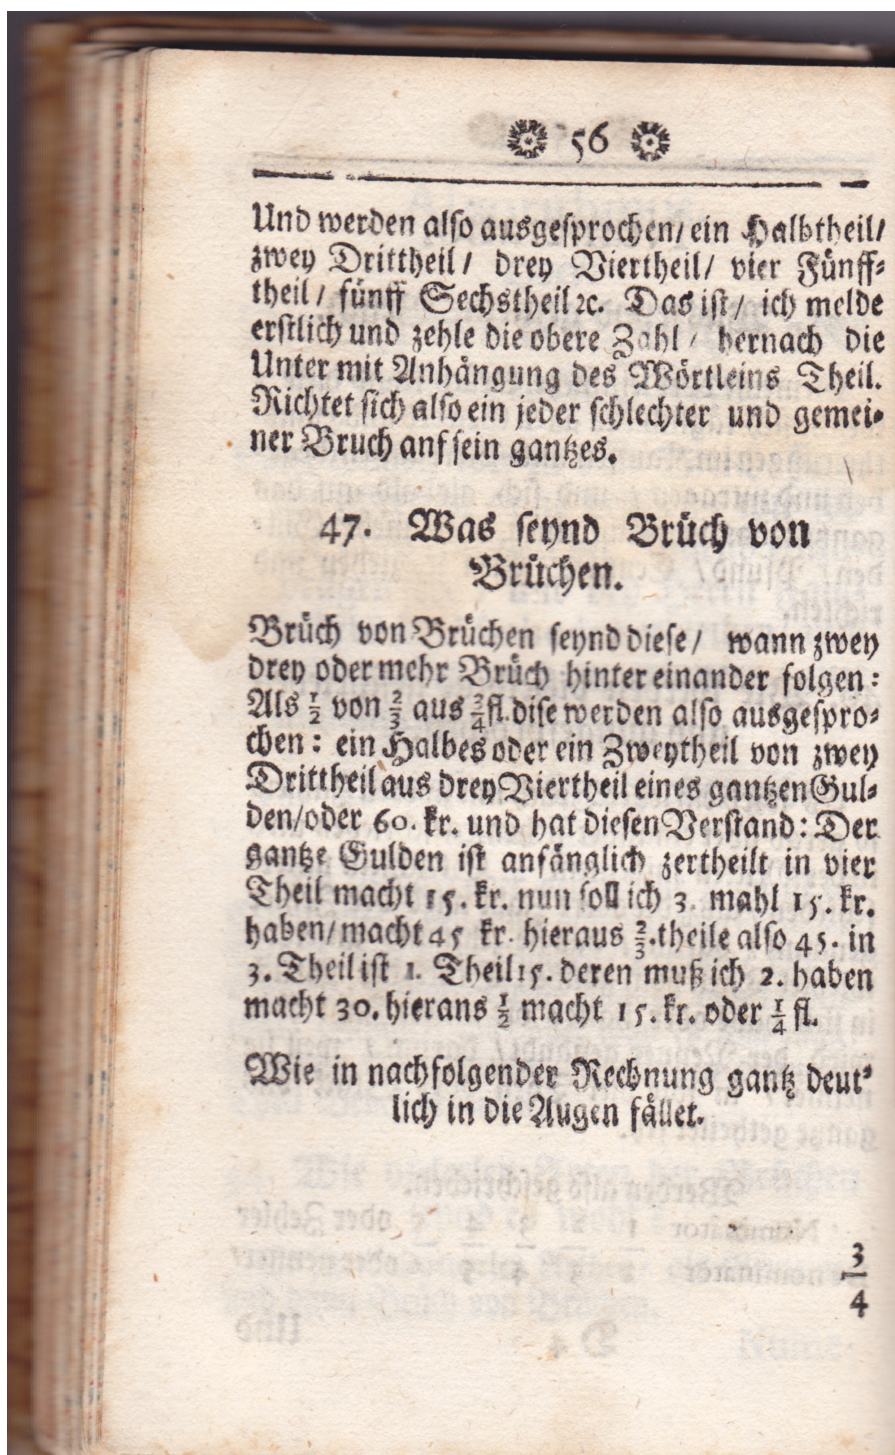 56
Und werden also ausgesprochen/ ein Halbtheil/
zwey Drittheil/ drey Viertheil/ vier Fünff⸗
theil/ fünff Sechstheil ꝛc. Das ist/ ich melde
erstlich und zehle die obere Zahl/ hernach die
Unter mit Anhängung des Wörtleins Theil.
Richtet sich also ein jeder schlechter und gemei⸗
ner Bruch anf sein gantzes.
47. Was seynd Brüch von
Brüchen.
Brüch von Brüchen seynd diese/ wann zwey
drey oder mehr Brüch hinter einander folgen:
Als 1/2 von 2/3 aus 3/4 fl. dise werden also ausgespro⸗
chen: ein Halbes oder ein Zweytheil von zwey
Drittheil aus drey Viertheil eines gantzen Gul⸗
den/oder 60. kr. und hat diesen Verstand: Der
gantze Gulden ist anfänglich zertheilt in vier
Theil macht 15. kr. nun soll ich 3. mahl 15. kr.
haben/ macht 45 kr. hieraus 2/3. theile also 45. in
3. Theil ist 1. Theil 15. deren muß ich 2. haben
macht 30. hierans 1/2 macht 15. kr. oder 1/4 fl.
Wie in nachfolgender Rechnung gantz deut⸗
lich in die Augen fället.
3/4